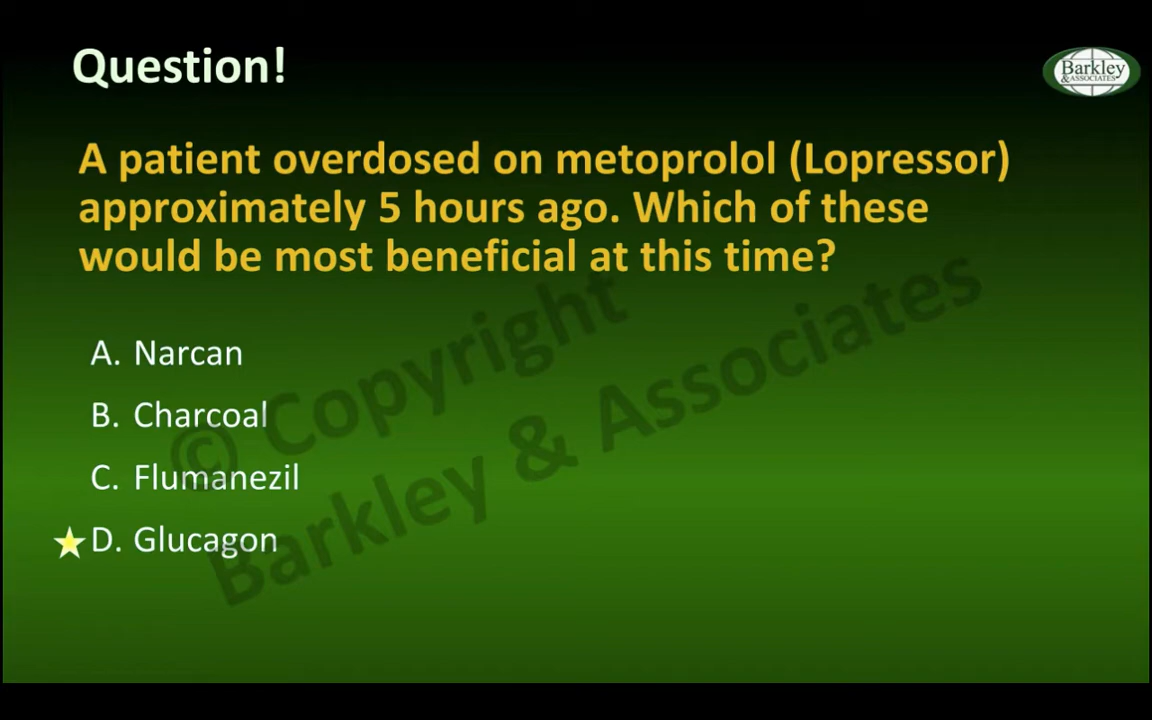 Question!
Barkley
& ASSOCIATES
A patient overdosed on metoprolol (Lopressor)
approximately 5 hours ago. Which of these
would be most beneficial at this time?
A. Narcan
B. Charcoal
C. Flumanezil
D. Glucagon
© Copyright
Barkley & Associates